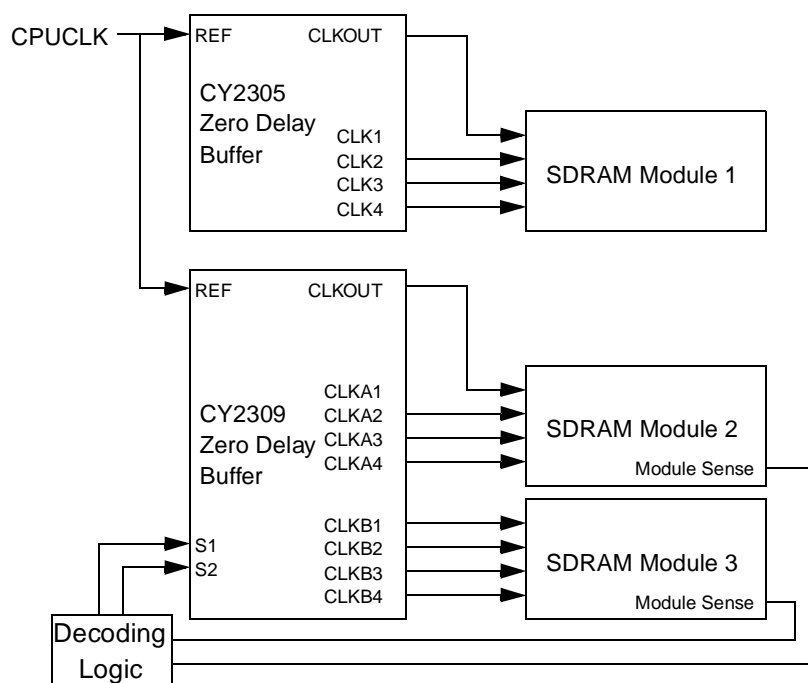 CPUCLK
REF
CLKOUT
CY2305
Zero Delay
Buffer
CLK1
CLK2
CLK3
CLK4
SDRAM Module 1
REF
CLKOUT
CY2309
Zero Delay
Buffer
CLKA1
CLKA2
CLKA3
CLKA4
SDRAM Module 2
Module Sense
CLKB1
CLKB2
CLKB3
CLKB4
S1
S2
SDRAM Module 3
Module Sense
Decoding
Logic